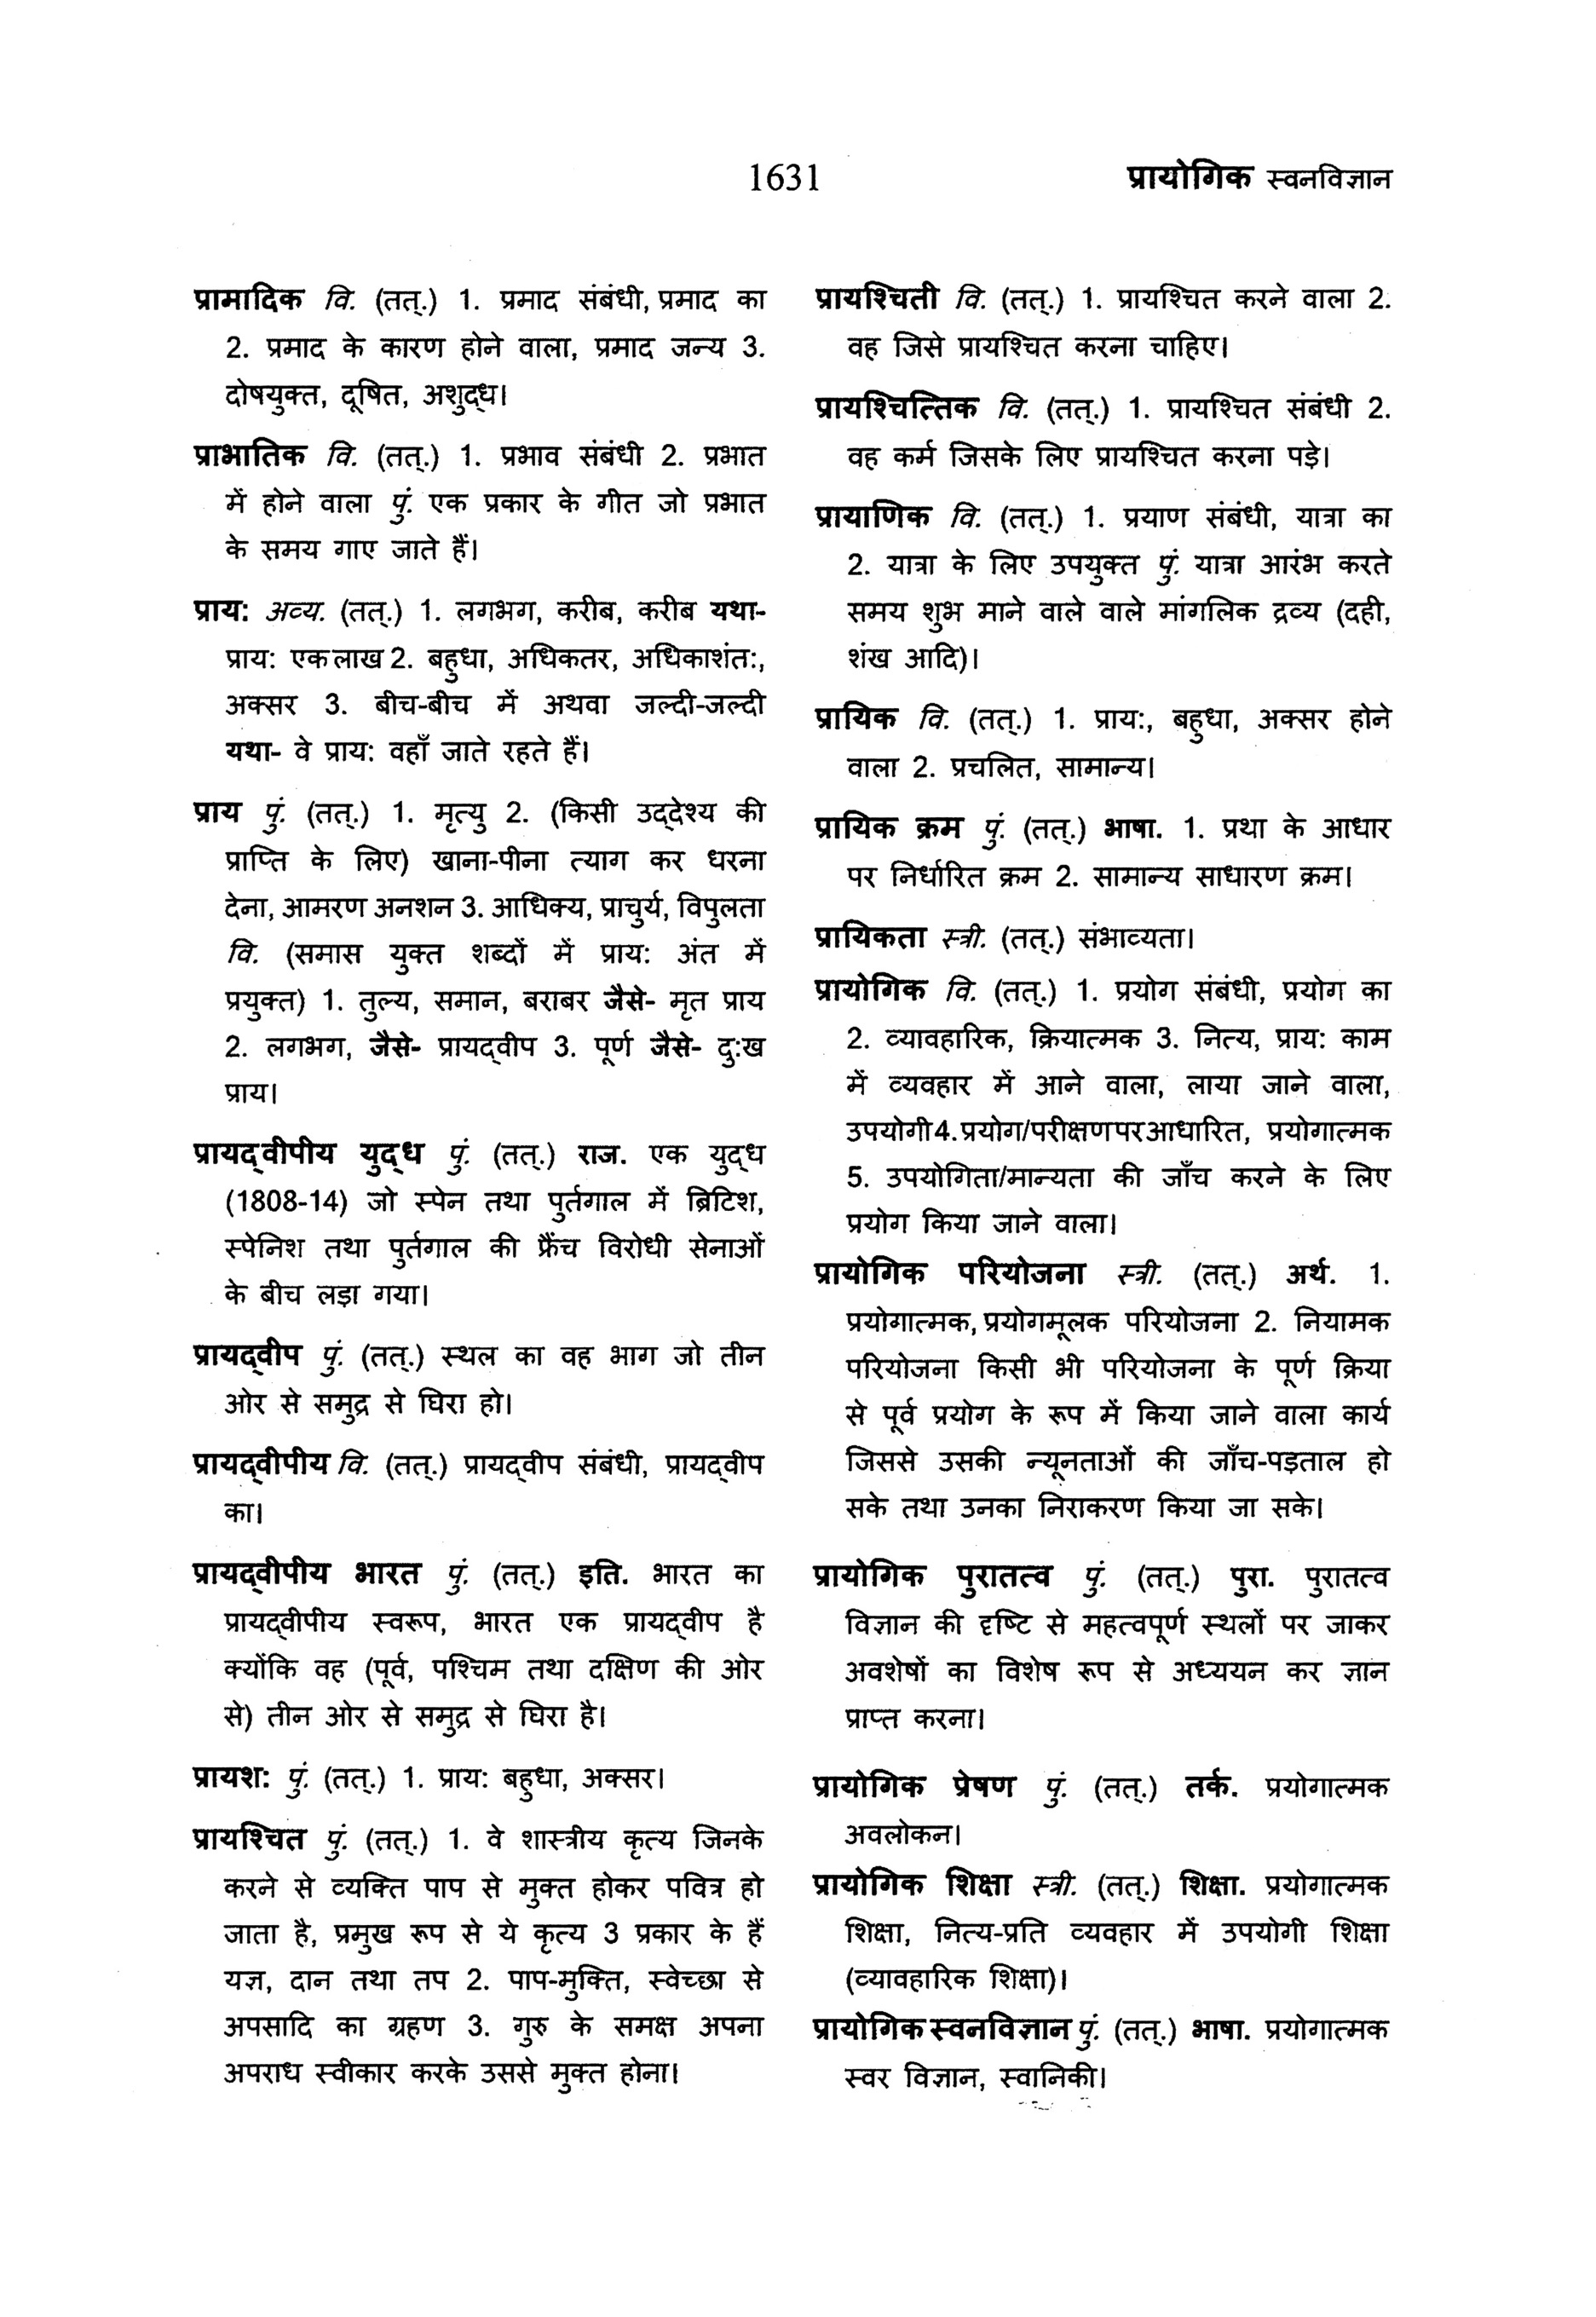 1631
प्रायोगिक स्वनविज्ञान
प्रामादिक वि. (तत्.) 1. प्रमाद संबंधी, प्रमाद का
2. प्रमाद के कारण होने वाला, प्रमाद जन्य 3.
दोषयुक्त, दूषित, अशुद्ध।
प्राभातिक वि. (तत्.) 1. प्रभाव संबंधी 2. प्रभात
में होने वाला पुं. एक प्रकार के गीत जो प्रभात
के समय गाए जाते हैं।
प्राय: अव्य. (तत्.) 1. लगभग, करीब, करीब यथा-
प्राय: एक लाख 2. बहुधा, अधिकतर, अधिकाशंत:,
अक्सर 3. बीच-बीच में अथवा जल्दी-जल्दी
यथा- वे प्राय: वहाँ जाते रहते हैं।
प्राय पुं. (तत्.) 1. मृत्यु 2. (किसी उद्देश्य की
प्राप्ति के लिए) खाना-पीना त्याग कर धरना
देना, आमरण अनशन 3. आधिक्य, प्राचुर्य, विपुलता
वि. (समास युक्त शब्दों में प्राय: अंत में
प्रयुक्त) 1. तुल्य, समान, बराबर जैसे- मृत प्राय
2. लगभग, जैसे- प्रायद्वीप 3. पूर्ण जैसे- दु:ख
प्राय।
प्रायद्वीपीय युद्ध पुं. (तत्.) राज. एक युद्ध
(1808-14) जो स्पेन तथा पुर्तगाल में ब्रिटिश,
स्पेनिश तथा पुर्तगाल की फ्रैंच विरोधी सेनाओं
के बीच लड़ा गया।
प्रायद्वीप पुं. (तत्.) स्थल का वह भाग जो तीन
ओर से समुद्र से घिरा हो।
प्रायद्वीपीय वि. (तत्.) प्रायद्वीप संबंधी, प्रायद्वीप
का।
प्रायद्वीपीय भारत पुं. (तत्.) इति. भारत का
प्रायद्वीपीय स्वरूप, भारत एक प्रायद्वीप है
क्योंकि वह (पूर्व, पश्चिम तथा दक्षिण की ओर
से) तीन ओर से समुद्र से घिरा है।
प्रायश: पुं. (तत्.) 1. प्राय: बहुधा, अक्सर।
प्रायश्चित पुं. (तत्.) 1. वे शास्त्रीय कृत्य जिनके
करने से व्यक्ति पाप से मुक्त होकर पवित्र हो
जाता है, प्रमुख रूप से ये कृत्य 3 प्रकार के हैं
यज्ञ, दान तथा तप 2. पाप-मुक्ति, स्वेच्छा से
अपसादि का ग्रहण 3. गुरु के समक्ष अपना
अपराध स्वीकार करके उससे मुक्त होना।
प्रायश्चिती वि. (तत्.) 1. प्रायश्चित करने वाला 2.
वह जिसे प्रायश्चित करना चाहिए।
प्रायश्चित्तिक वि. (तत्.) 1. प्रायश्चित संबंधी 2.
वह कर्म जिसके लिए प्रायश्चित करना पड़े।
प्रायाणिक वि. (तत्.) 1. प्रयाण संबंधी, यात्रा का
2. यात्रा के लिए उपयुक्त पुं. यात्रा आरंभ करते
समय शुभ माने वाले वाले मांगलिक द्रव्य (दही,
शंख आदि)।
प्रायिक वि. (तत्.) 1. प्राय:, बहुधा, अक्सर होने
वाला 2. प्रचलित, सामान्य।
प्रायिक क्रम पुं. (तत्.) भाषा. 1. प्रथा के आधार
पर निर्धारित क्रम 2. सामान्य साधारण क्रम।
प्रायिकता स्त्री. (तत्.) संभाव्यता।
प्रायोगिक वि. (तत्.) 1. प्रयोग संबंधी, प्रयोग का
2. व्यावहारिक, क्रियात्मक 3. नित्य, प्राय: काम
में व्यवहार में आने वाला, लाया जाने वाला,
उपयोगी 4. प्रयोग/परीक्षण पर आधारित, प्रयोगात्मक
5. उपयोगिता/मान्यता की जाँच करने के लिए
प्रयोग किया जाने वाला।
प्रायोगिक परियोजना स्त्री. (तत्.) अर्थ. 1.
प्रयोगात्मक, प्रयोगमूलक परियोजना 2. नियामक
परियोजना किसी भी परियोजना के पूर्ण क्रिया
से पूर्व प्रयोग के रूप में किया जाने वाला कार्य
जिससे उसकी न्यूनताओं की जाँच-पड़ताल हो
सके तथा उनका निराकरण किया जा सके।
प्रायोगिक पुरातत्व पुं. (तत्.) पुरा. पुरातत्व
विज्ञान की दृष्टि से महत्वपूर्ण स्थलों पर जाकर
अवशेषों का विशेष रूप से अध्ययन कर ज्ञान
प्राप्त करना।
प्रायोगिक प्रेषण पुं. (तत्.) तर्क. प्रयोगात्मक
अवलोकन।
प्रायोगिक शिक्षा स्त्री. (तत्.) शिक्षा. प्रयोगात्मक
शिक्षा, नित्य-प्रति व्यवहार में उपयोगी शिक्षा
(व्यावहारिक शिक्षा)।
प्रायोगिक स्वनविज्ञान पुं. (तत्.) भाषा. प्रयोगात्मक
स्वर विज्ञान, स्वानिकी।